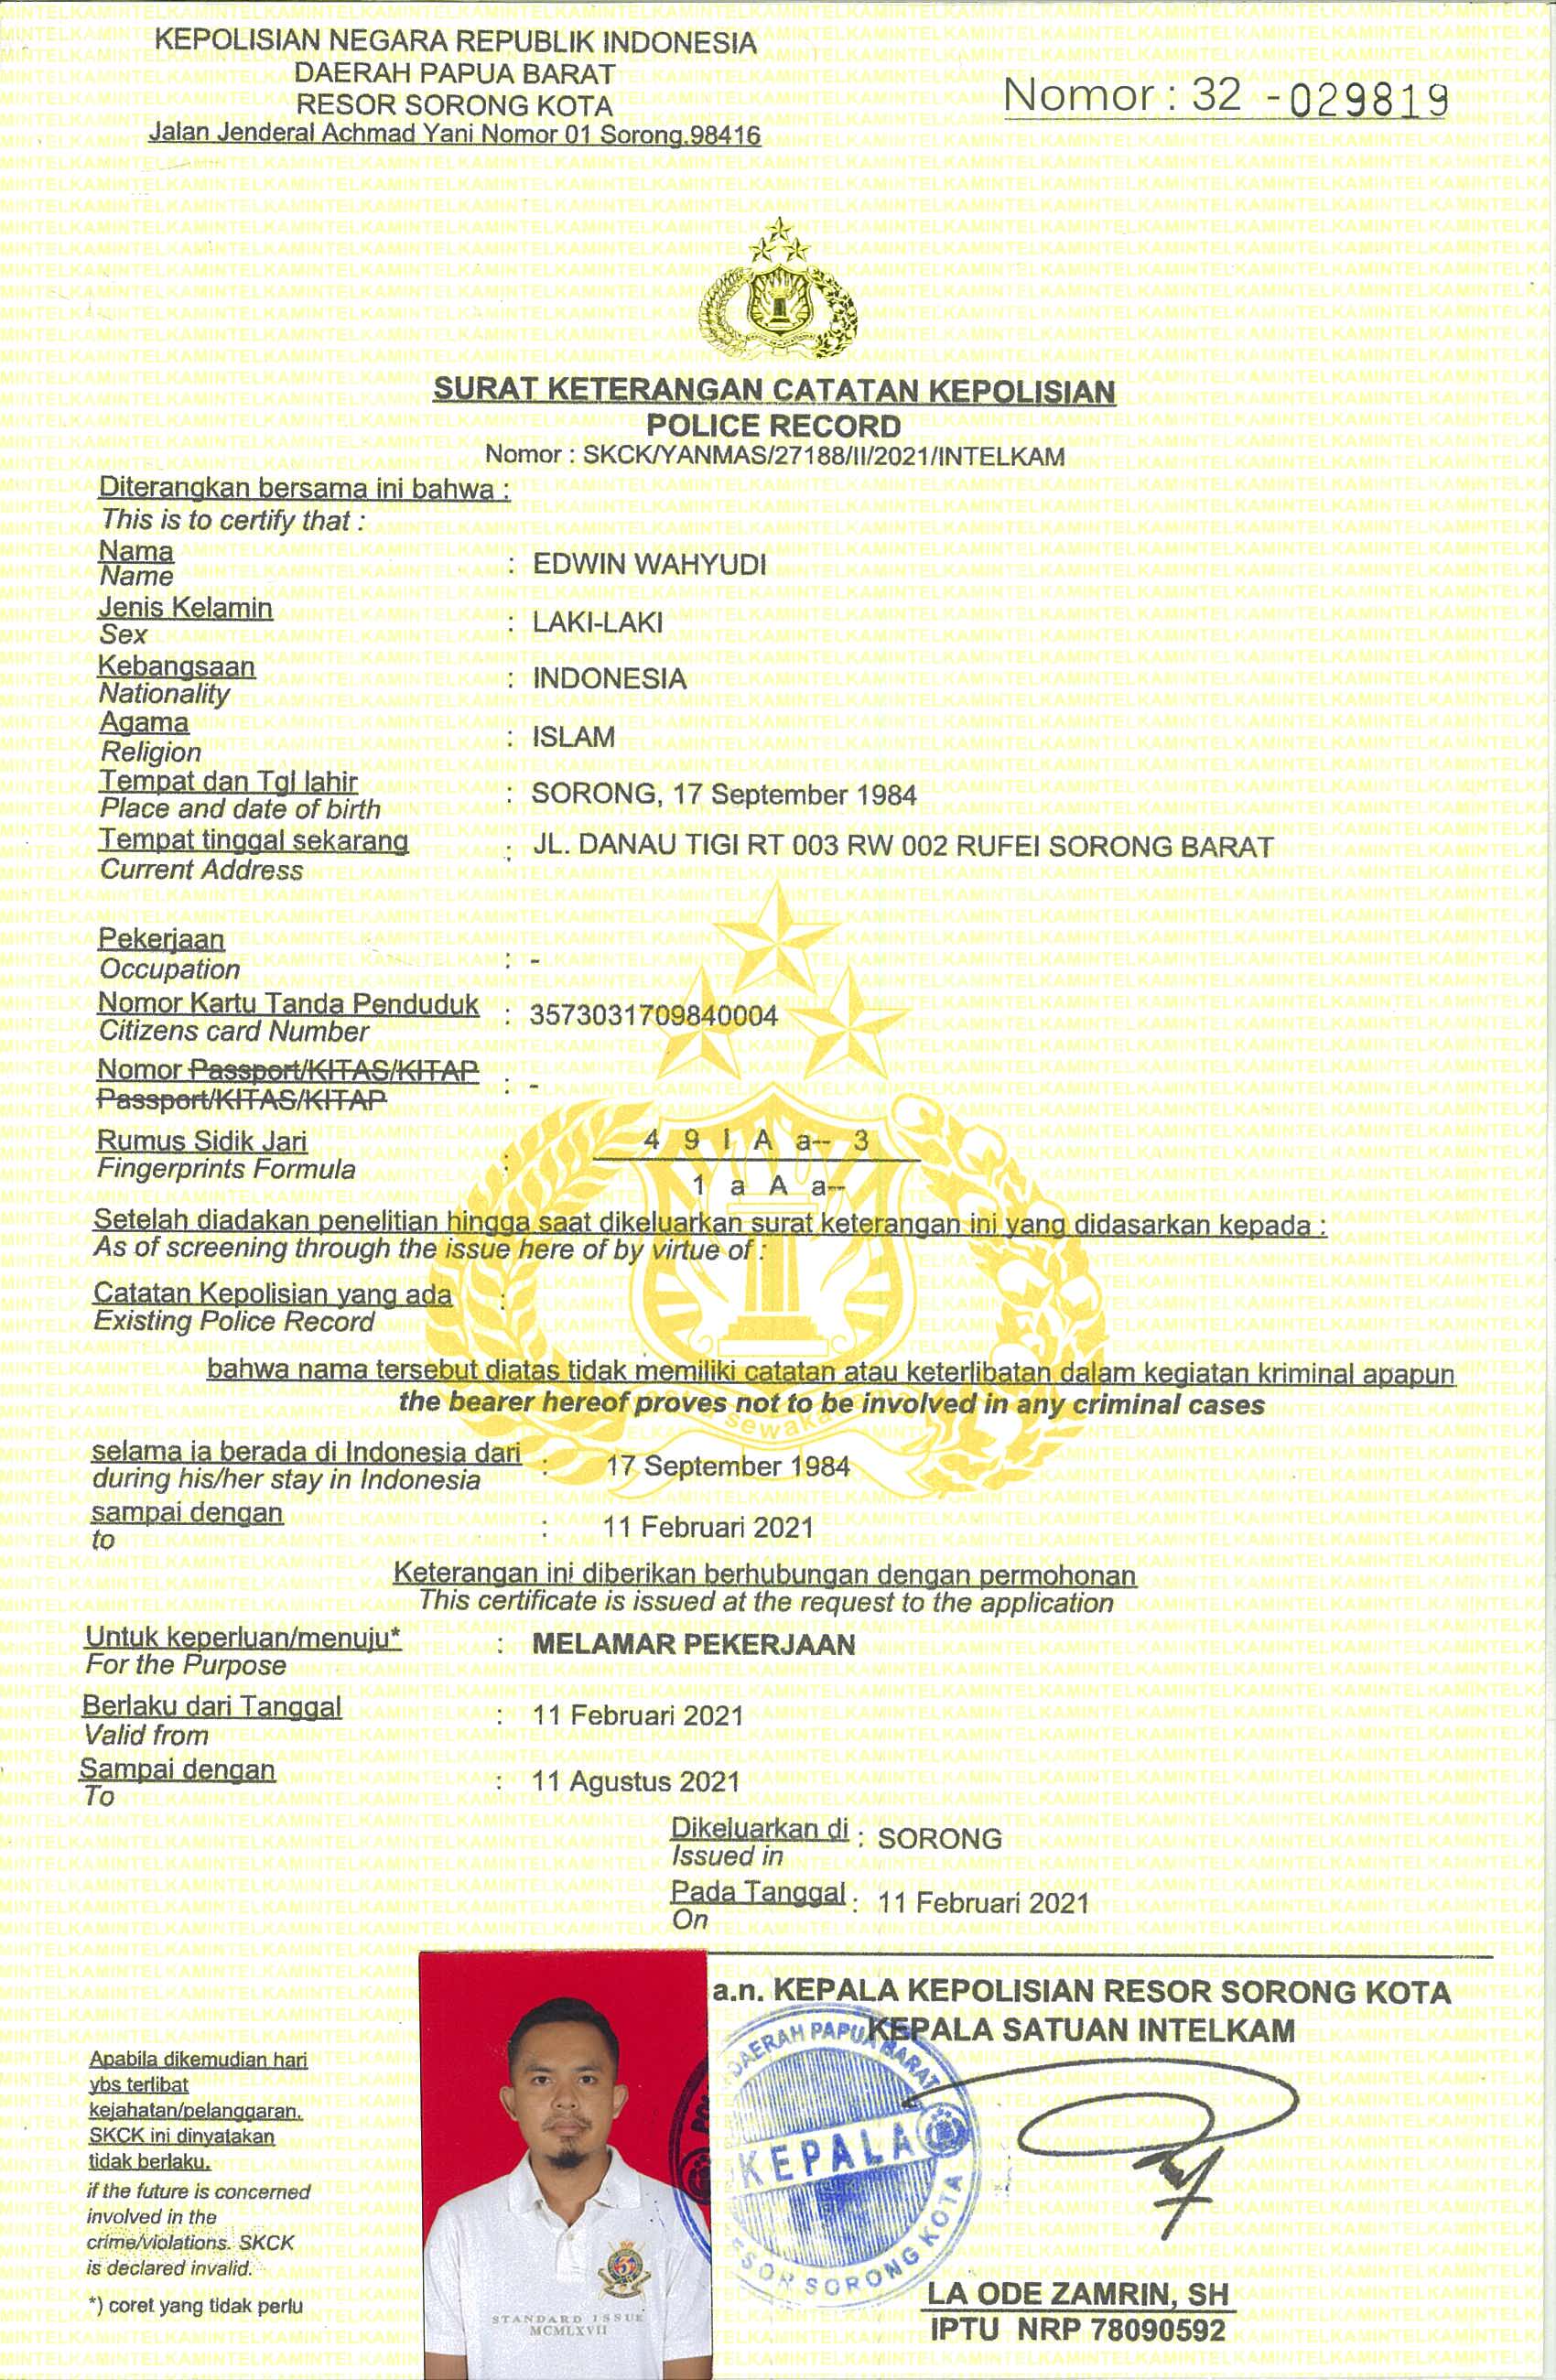 KEPOLISIAN NEGARA REPUBLIK INDONESIA
DAERAH PAPUA BARAT
RESOR SORONG KOTA
Jalan Jenderal Achmad Yani Nomor 01 Sorong.98416
Nomor : 32 -029819
SURAT KETERANGAN CATATAN KEPOLISIAN
POLICE RECORD
Nomor : SKCK/YANMAS/27188/II/2021/INTELKAM
Diterangkan bersama ini bahwa :
This is to certify that :
Nama
Name
: EDWIN WAHYUDI
Jenis Kelamin
Sex
: LAKI-LAKI
Kebangsaan
Nationality
: INDONESIA
Agama
Religion
: ISLAM
Tempat dan Tgl lahir
Place and date of birth
: SORONG, 17 September 1984
Tempat tinggal sekarang
Current Address
: JL. DANAU TIGI RT 003 RW 002 RUFEI SORONG BARAT
Pekerjaan
Occupation
: -
Nomor Kartu Tanda Penduduk
Citizens card Number
: 3573031709840004
Nomor Passport/KITAS/KITAP
Passport/KITAS/KITAP
: -
Rumus Sidik Jari
Fingerprints Formula
:
4 9 I A a-- 3
1 a A a--
Setelah diadakan penelitian hingga saat dikeluarkan surat keterangan ini yang didasarkan kepada :
As of screening through the issue here of by virtue of :
Catatan Kepolisian yang ada :
Existing Police Record
bahwa nama tersebut diatas tidak memiliki catatan atau keterlibatan dalam kegiatan kriminal apapun
the bearer hereof proves not to be involved in any criminal cases
selama ia berada di Indonesia dari
during his/her stay in Indonesia
: 17 September 1984
sampai dengan
to
: 11 Februari 2021
Keterangan ini diberikan berhubungan dengan permohonan
This certificate is issued at the request to the application
Untuk keperluan/menuju*
For the Purpose
: MELAMAR PEKERJAAN
Berlaku dari Tanggal
Valid from
: 11 Februari 2021
Sampai dengan
To
: 11 Agustus 2021
Dikeluarkan di : SORONG
Issued in
Pada Tanggal : 11 Februari 2021
On
a.n. KEPALA KEPOLISIAN RESOR SORONG KOTA
KEPALA SATUAN INTELKAM
DAERAH PAPUA BARAT
KEPALA
RESOR SORONG KOTA
LA ODE ZAMRIN, SH
IPTU NRP 78090592
Apabila dikemudian hari
ybs terlibat
kejahatan/pelanggaran.
SKCK ini dinyatakan
tidak berlaku.
if the future is concerned
involved in the
crime/violations. SKCK
is declared invalid.
*) coret yang tidak perlu
STANDARD ISSUE
MCMLXVII